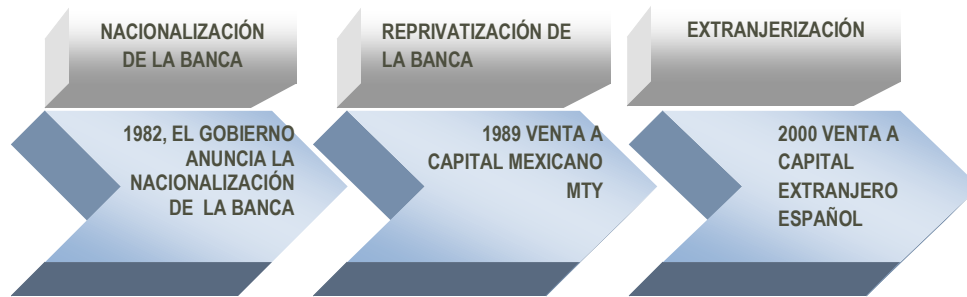 NACIONALIZACIÓN
DE LA BANCA
1982, EL GOBIERNO
ANUNCIA LA
NACIONALIZACIÓN
DE LA BANCA
REPRIVATIZACIÓN DE
LA BANCA
1989 VENTA A
CAPITAL MEXICANO
MTY
EXTRANJERIZACIÓN
2000 VENTA A
CAPITAL
EXTRANJERO
ESPAÑOL